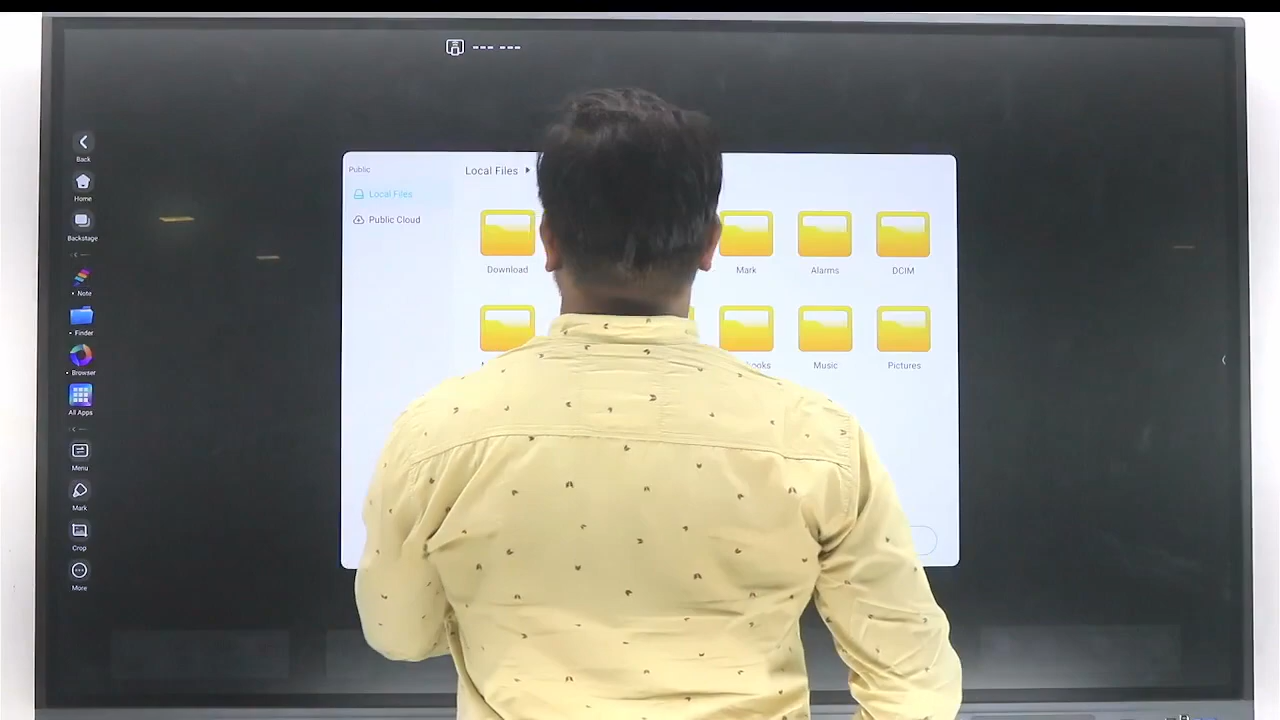 Back
Home
Backstage
• Note
• Finder
• Browser
All Apps
Menu
Mark
Crop
More
Public
Local Files
Public Cloud
Local Files
Download
Mark
Alarms
DCIM
Music
Pictures